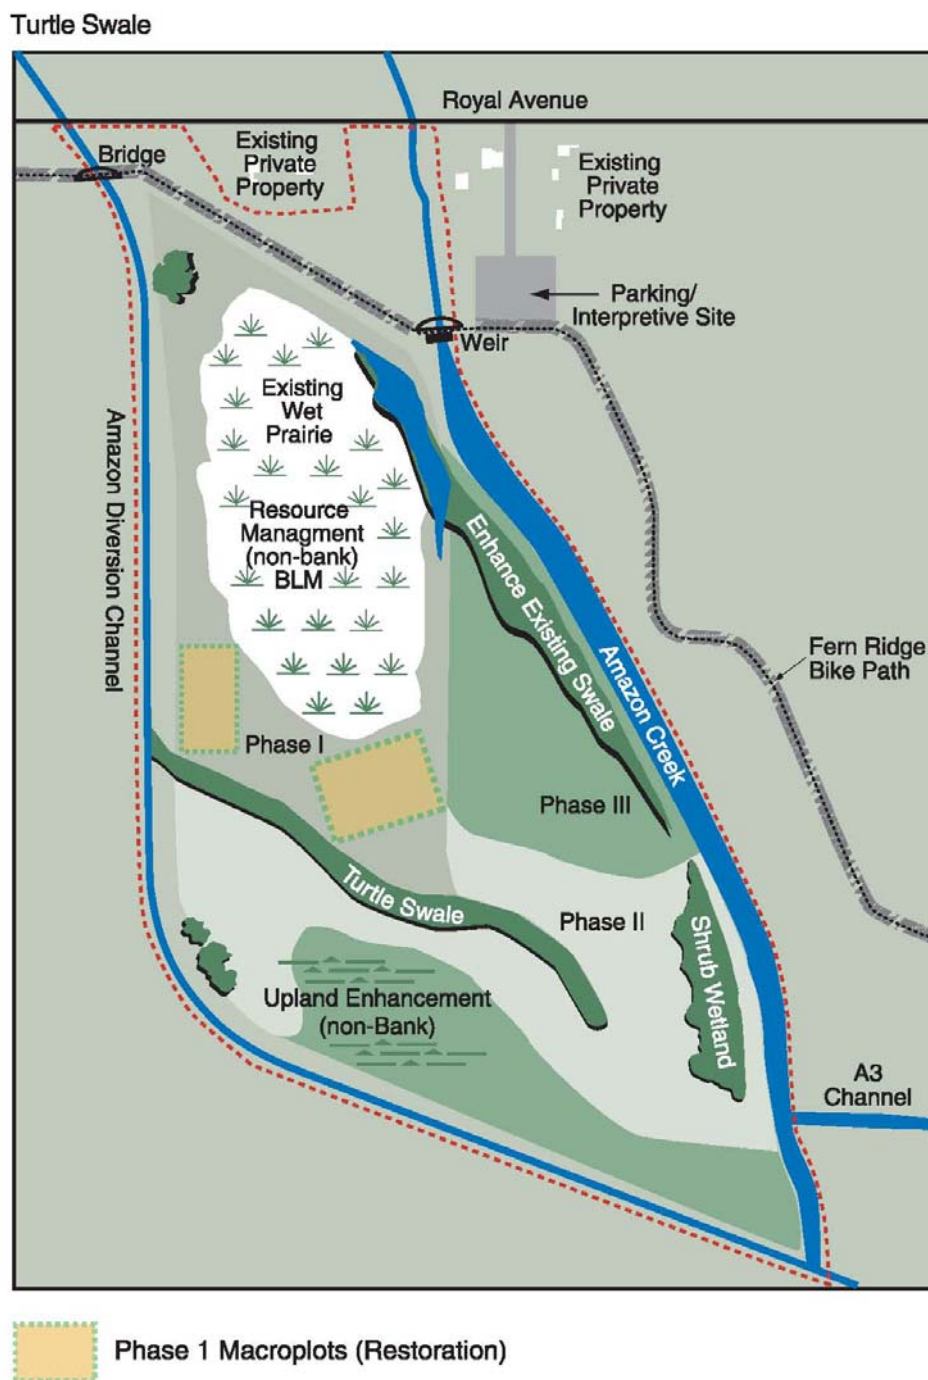 Turtle Swale
Royal Avenue
Bridge
Existing
Private
Property
Existing
Private
Property
Parking/
Interpretive Site
Weir
Existing
Wet
Prairie
Resource
Managment
(non-bank)
BLM
Amazon Diversion Channel
Enhance Existing Swale
Amazon Creek
Fern Ridge
Bike Path
Phase I
Phase III
Turtle Swale
Phase II
Shrub Wetland
Upland Enhancement
(non-Bank)
A3
Channel
Phase 1 Macroplots (Restoration)